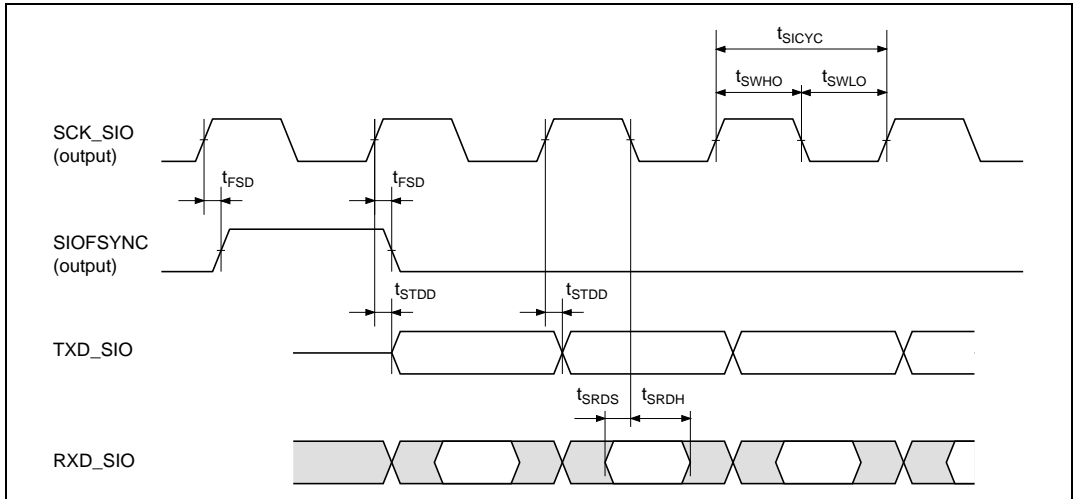 tSICYC
tSWHO tSWLO
SCK_SIO
(output)
tFSD tFSD
SIOFSYNC
(output)
tSTDD tSTDD
TXD_SIO
tSRDS tSRDH
RXD_SIO